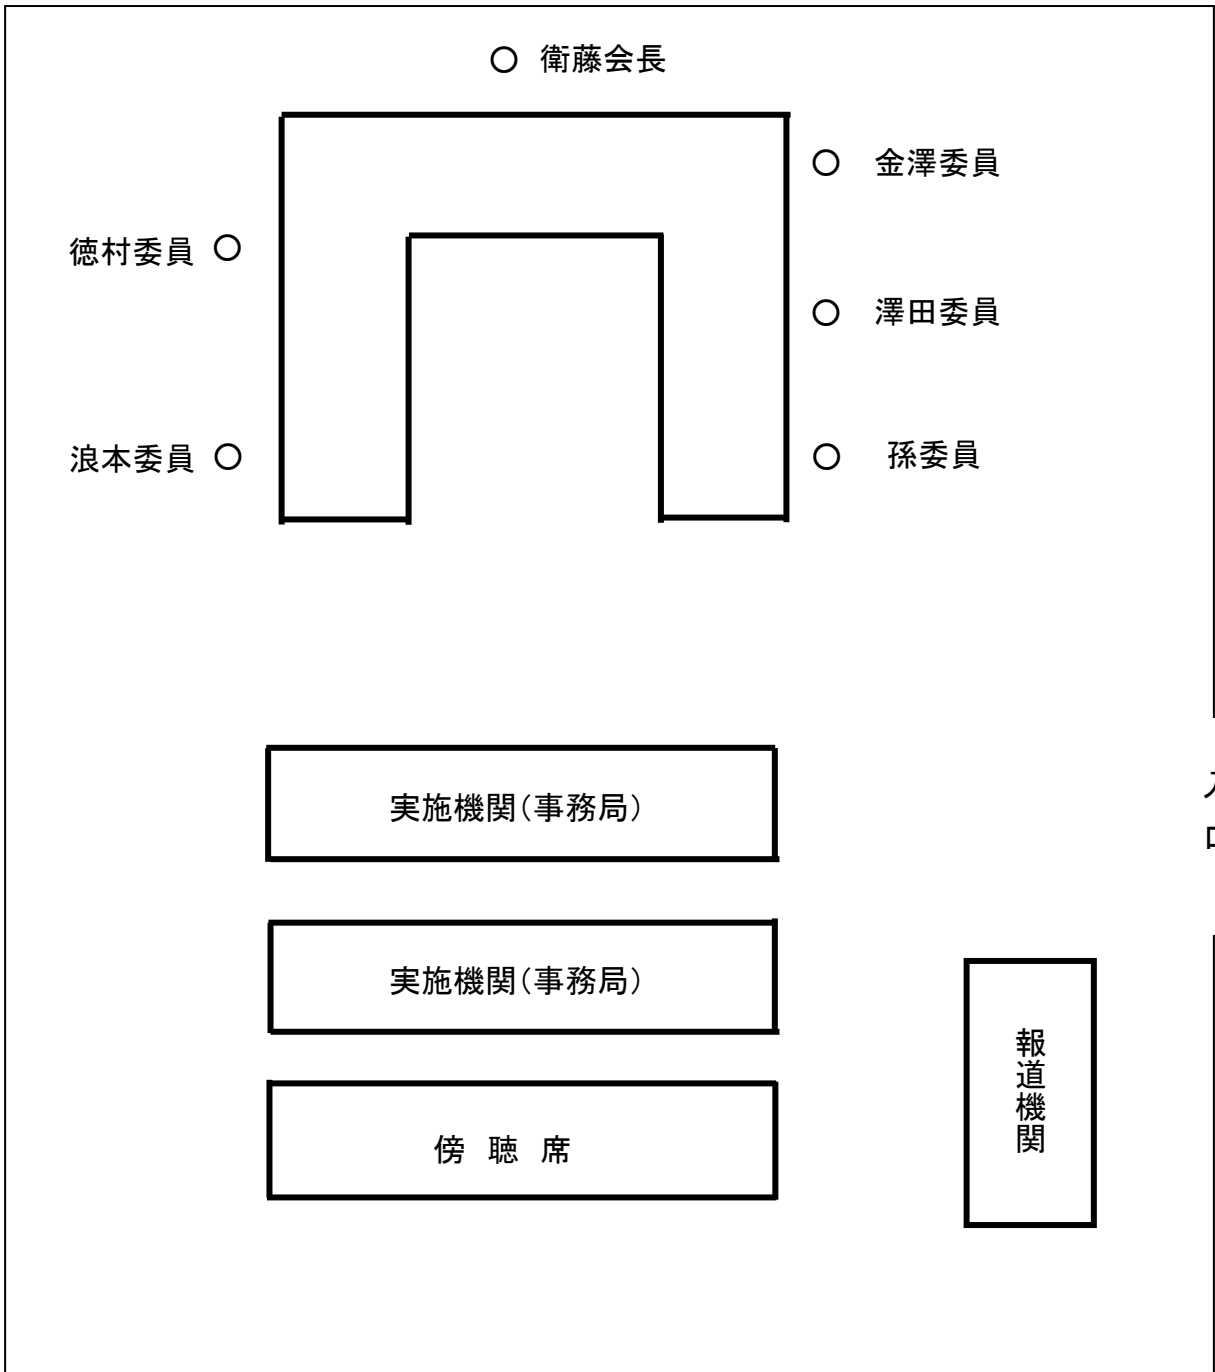 衛藤会長
金澤委員
徳村委員
澤田委員
浪本委員
孫委員
実施機関(事務局)
実施機関(事務局)
報道機関
傍 聴 席